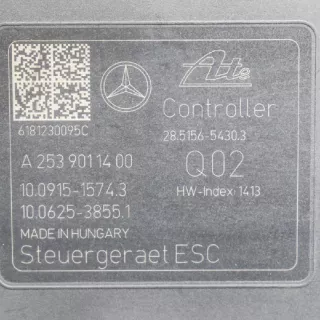 Ate
Controller
6181230095C
28.5156-5430.3
A 253 901 14 00
Q02
10.0915-1574.3
HW-Index: 1413
10.0625-3855.1
MADE IN HUNGARY
Steuergeraet ESC